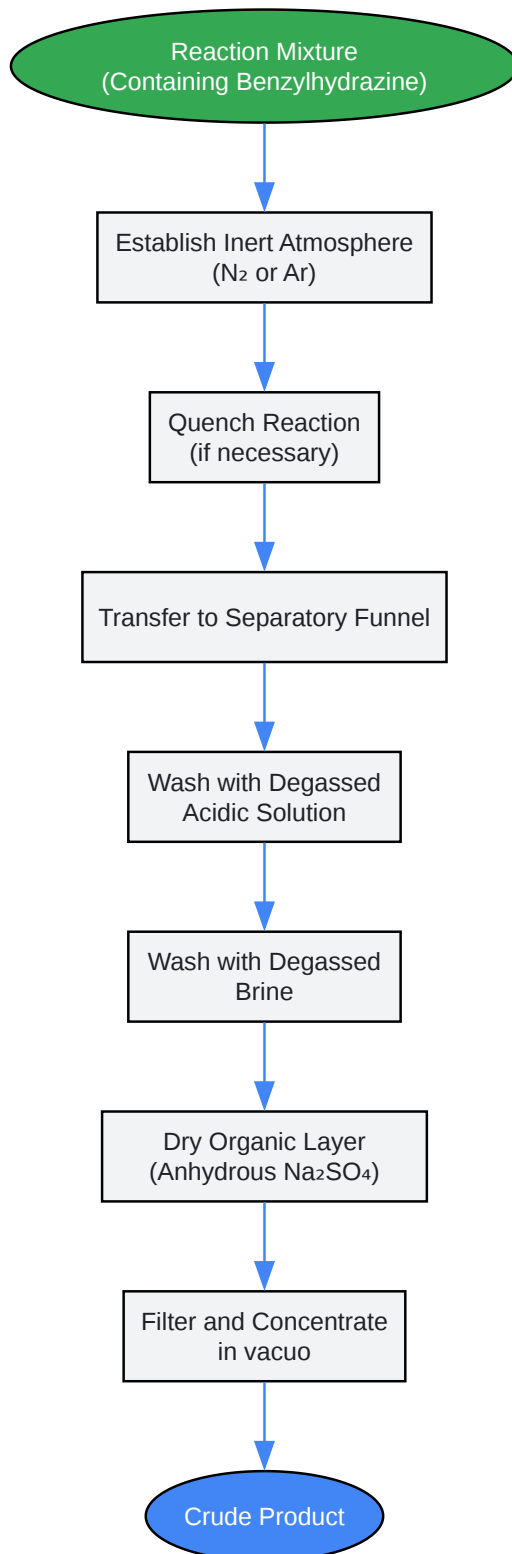 Reaction Mixture
(Containing Benzylhydrazine)
Establish Inert Atmosphere
(N₂ or Ar)
Quench Reaction
(if necessary)
Transfer to Separatory Funnel
Wash with Degassed
Acidic Solution
Wash with Degassed
Brine
Dry Organic Layer
(Anhydrous Na₂SO₄)
Filter and Concentrate
in vacuo
Crude Product